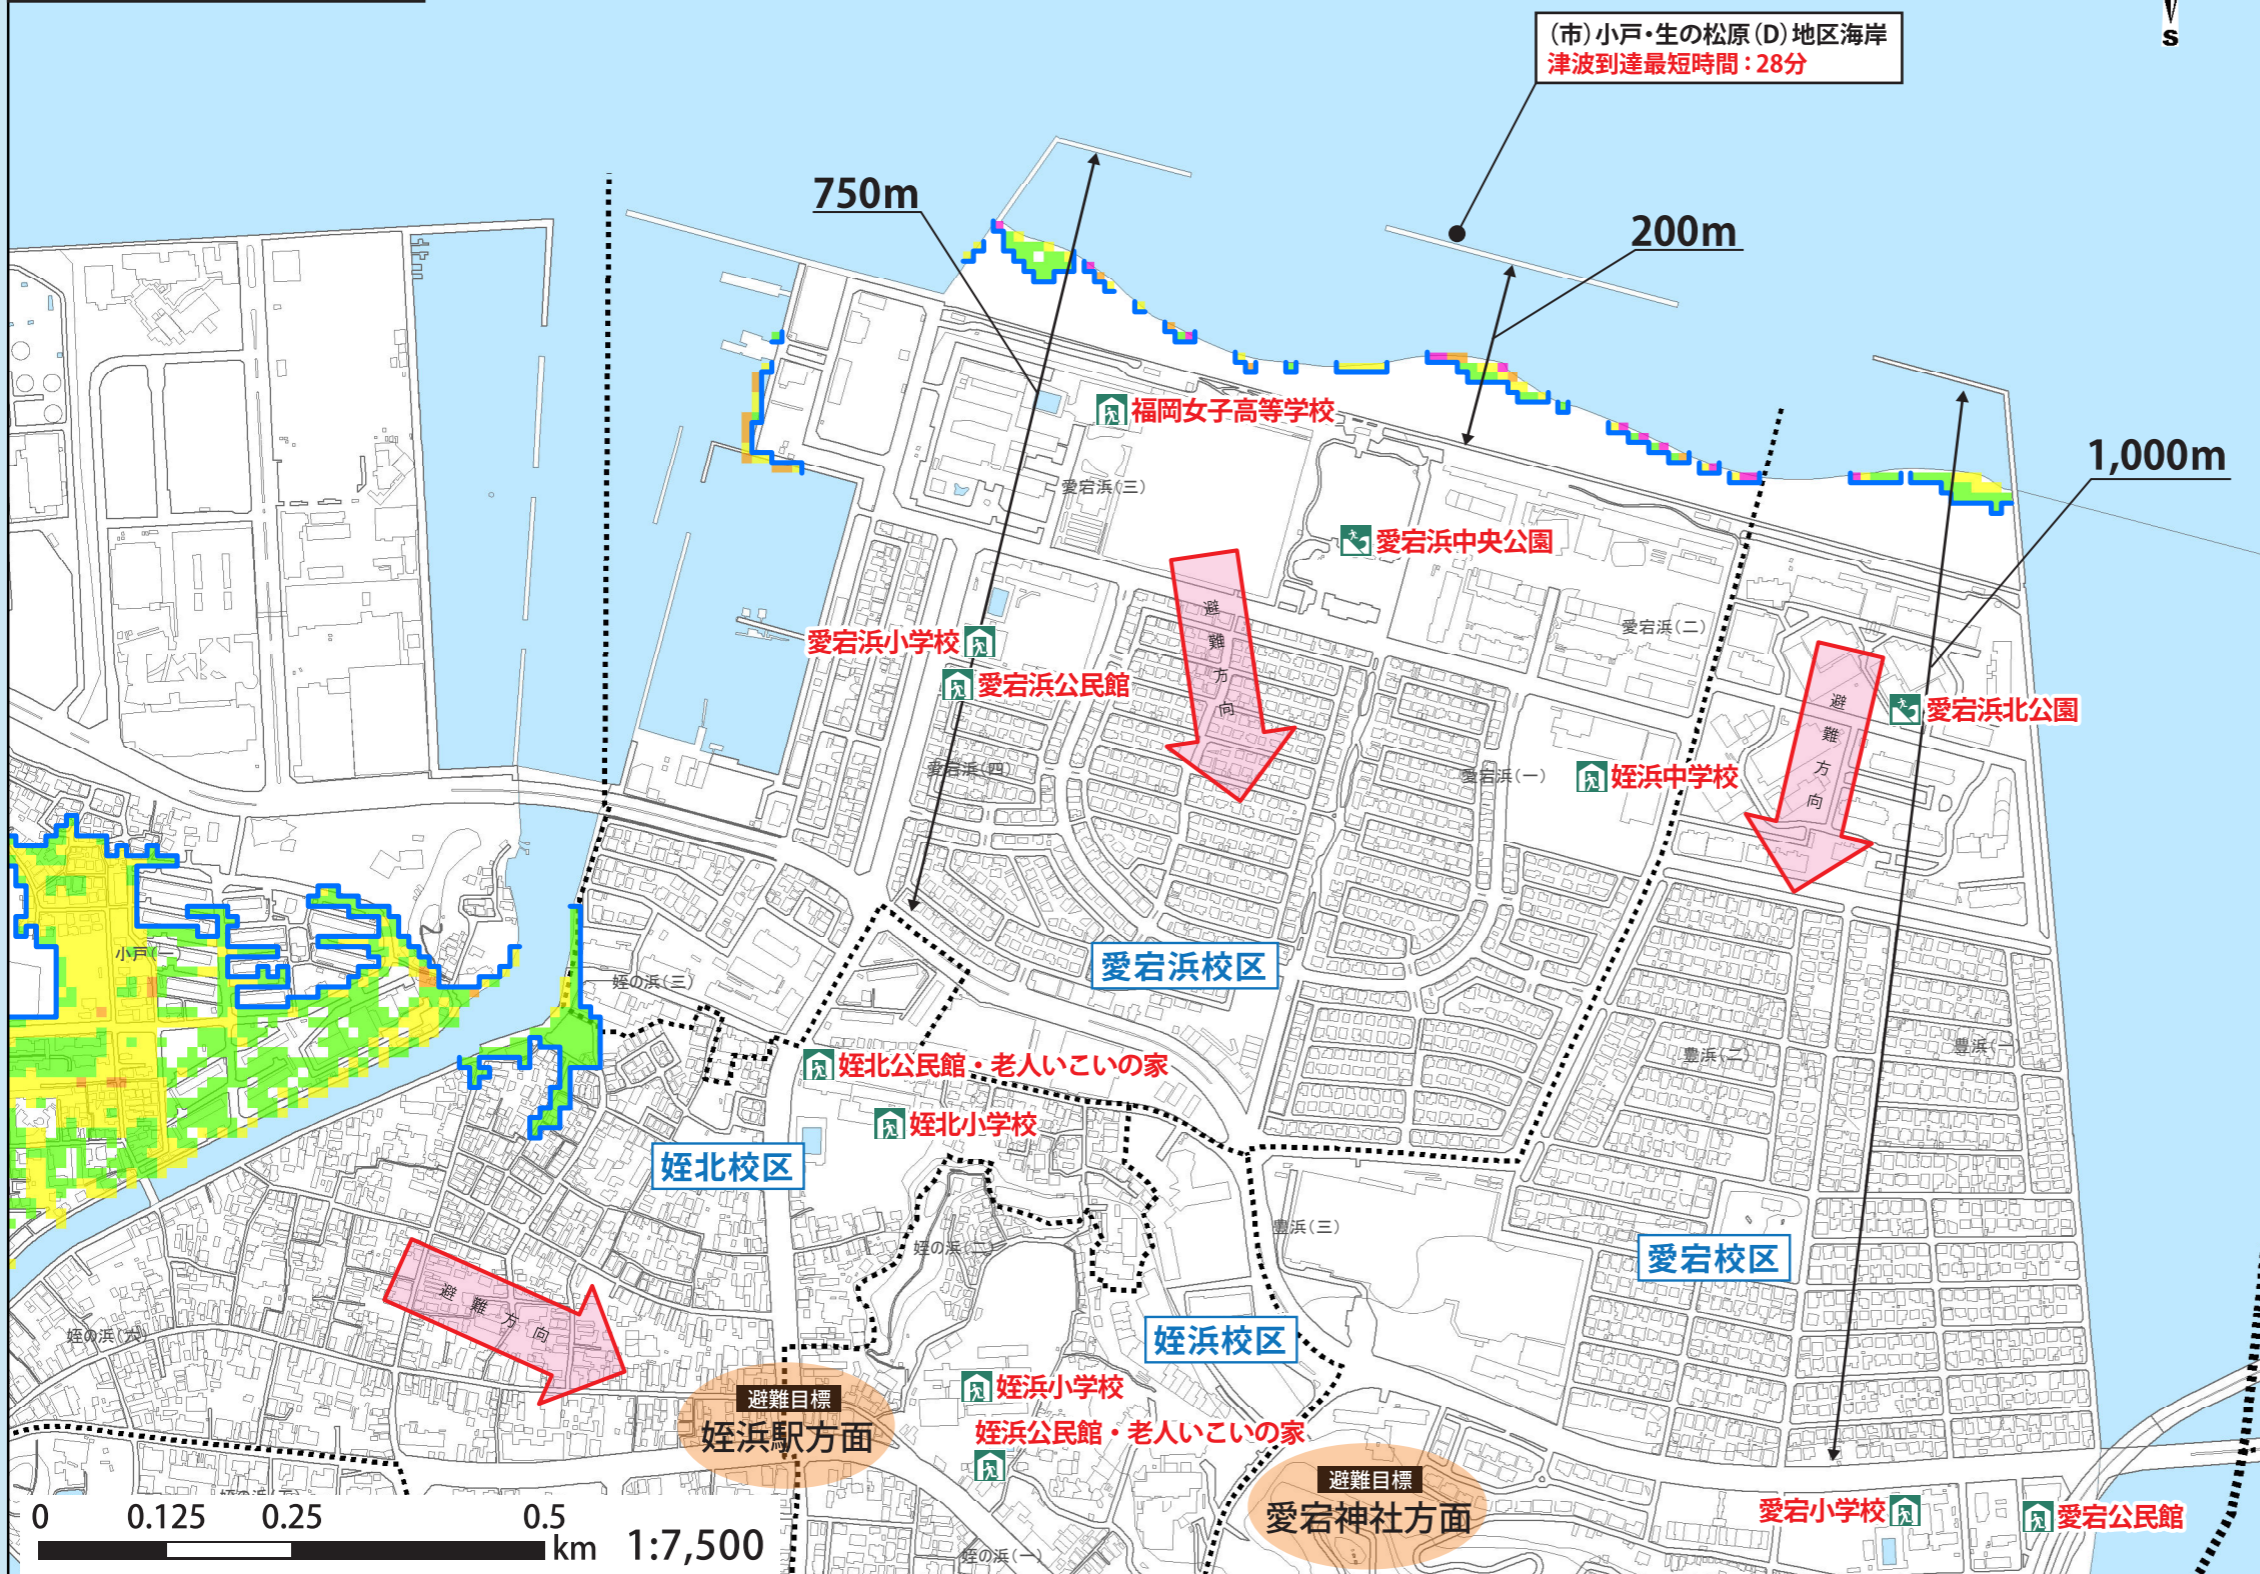 S
(市)小戸・生の松原(D)地区海岸
津波到達最短時間：28分
750m
200m
福岡女子高等学校
1,000m
愛宕浜(三)
愛宕浜中央公園
避難方向
愛宕浜(二)
愛宕浜小学校
愛宕浜公民館
避難方向
愛宕浜北公園
愛宕浜(四)
愛宕浜(一)
姪浜中学校
小戸(
愛宕浜校区
姪の浜(三)
豊浜(二)
豊浜(一
姪北公民館・老人いこいの家
姪北小学校
姪北校区
豊浜(三)
姪の浜(二)
愛宕校区
避難方向
姪の浜(六)
姪浜校区
避難目標
姪浜駅方面
姪浜小学校
姪浜公民館・老人いこいの家
避難目標
愛宕神社方面
愛宕小学校
愛宕公民館
0 0.125 0.25 0.5
km 1:7,500
姪の浜(一)